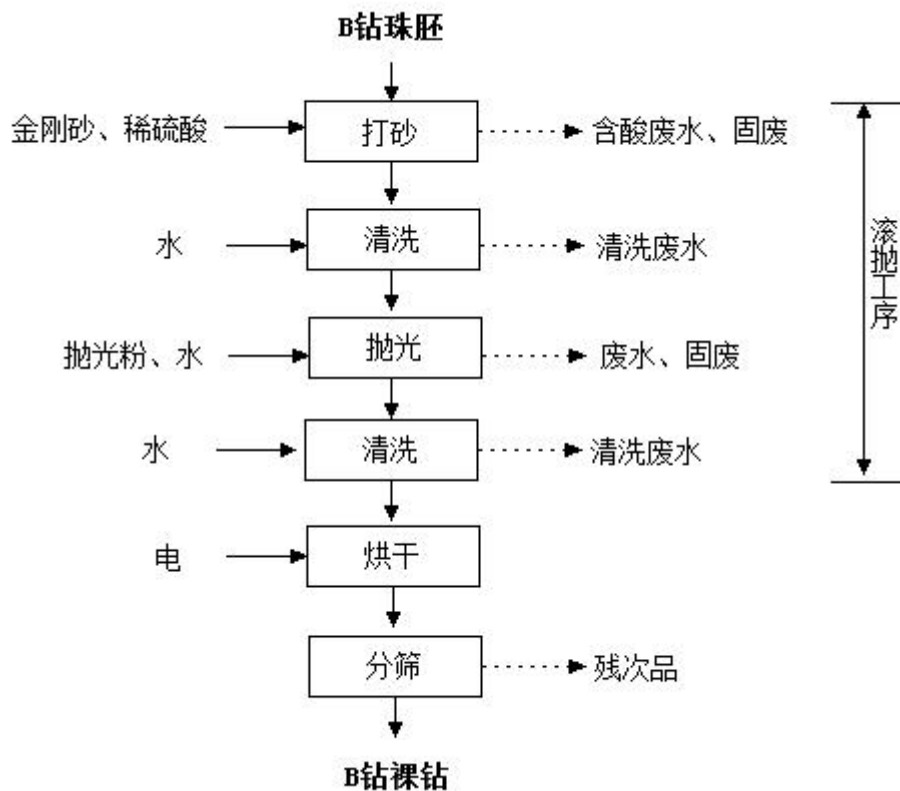 B钻珠胚
金刚砂、稀硫酸
打砂
含酸废水、固废
水
清洗
清洗废水
抛光粉、水
抛光
废水、固废
水
清洗
清洗废水
滚抛工序
电
烘干
分筛
残次品
B钻裸钻